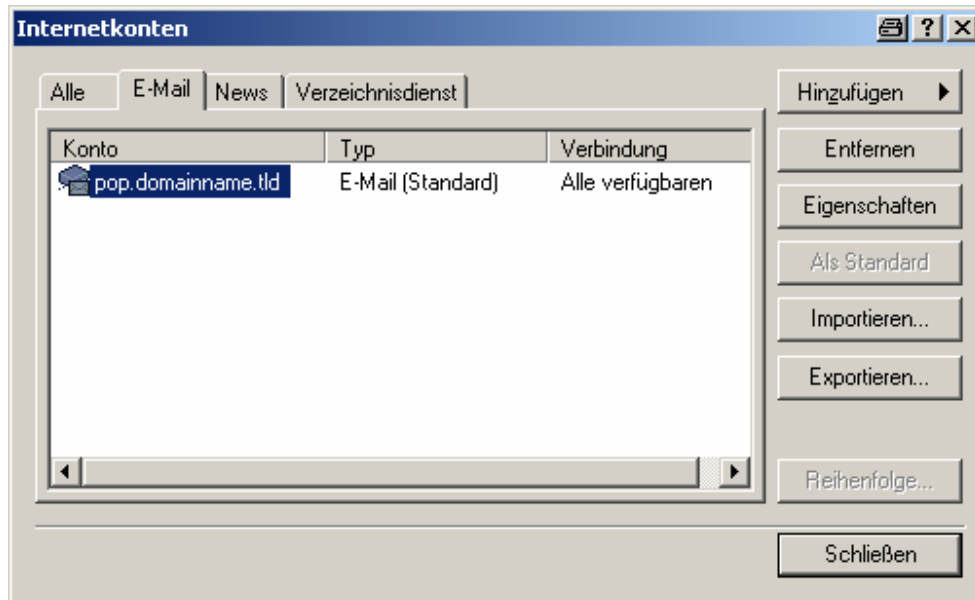 Internetkonten
Alle E-Mail News Verzeichnisdienst
Konto Typ Verbindung
pop.domainname.tld E-Mail (Standard) Alle verfügbaren
Hinzufügen
Entfernen
Eigenschaften
Als Standard
Importieren...
Exportieren...
Reihenfolge...
Schließen